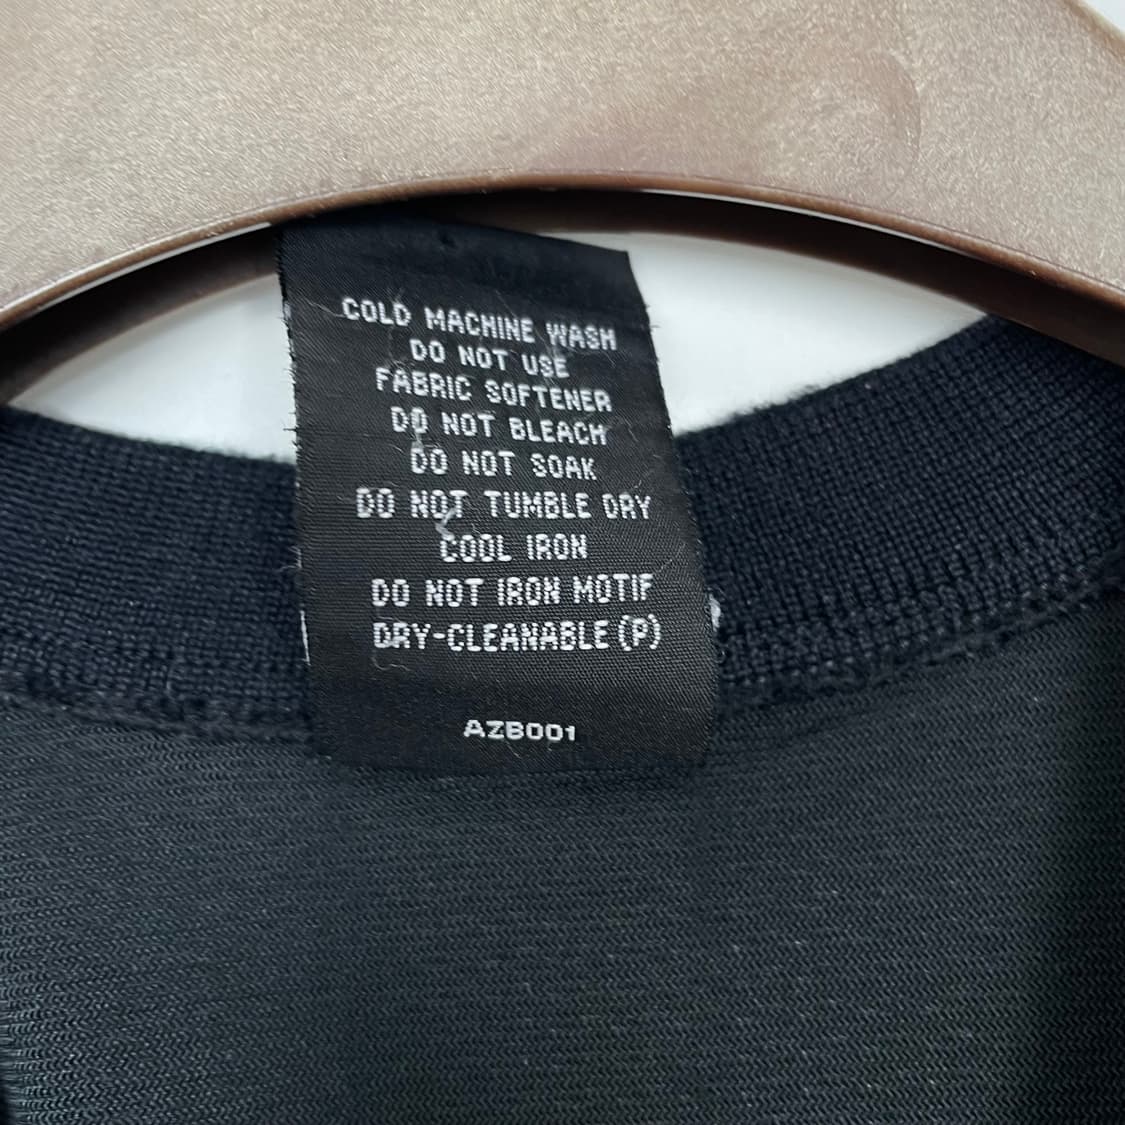 COLD MACHINE WASH
DO NOT USE
FABRIC SOFTENER
DO NOT BLEACH
DO NOT SOAK
DO NOT TUMBLE DRY
COOL IRON
DO NOT IRON MOTIF
DRY-CLEANABLE (P)
AZB001